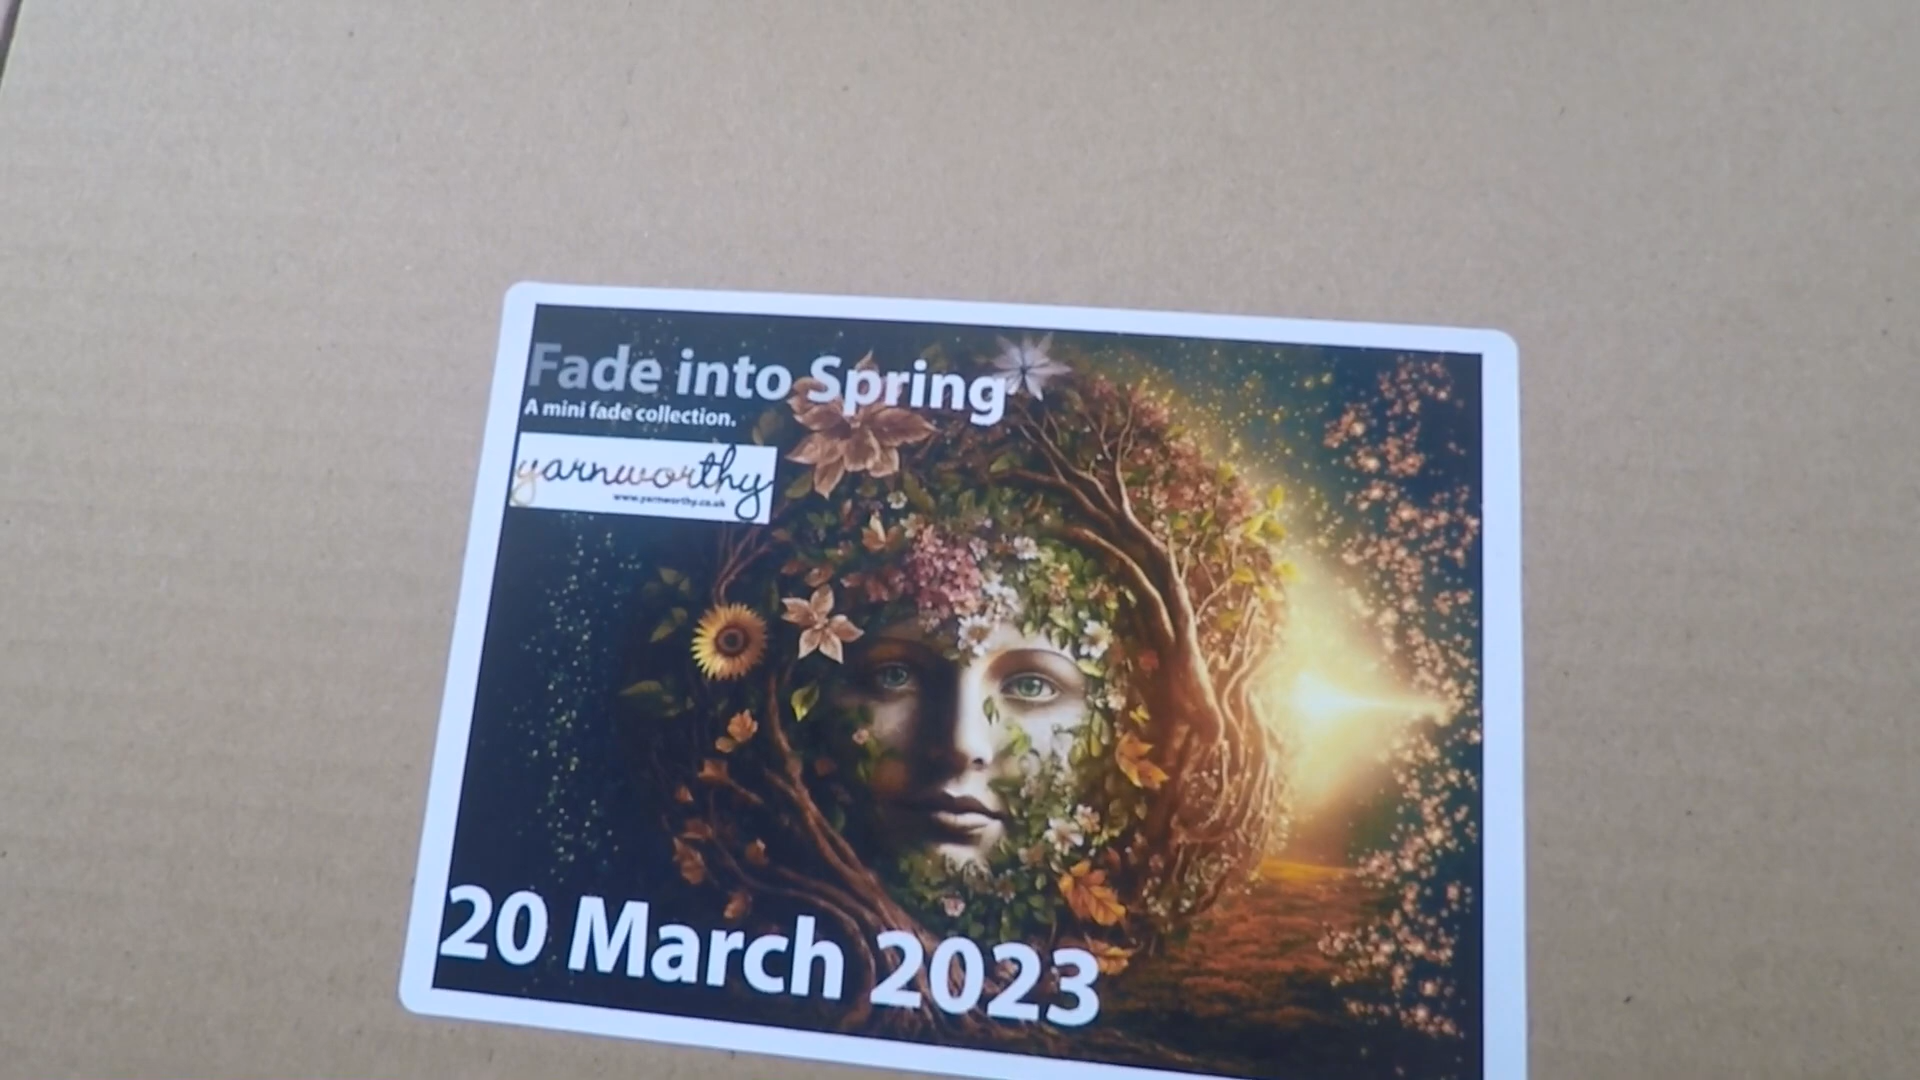 Fade into Spring
A mini fade collection.
yarnworthy
www.yarnworthy.co.uk
20 March 2023